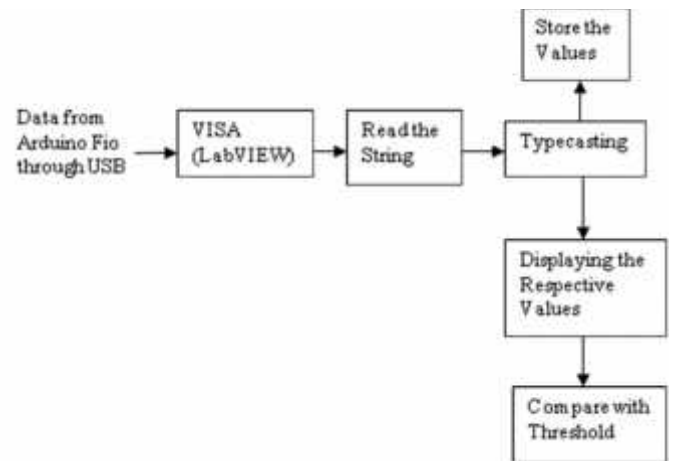 Store the
Values
Data from
Arduino Fio
through USB
VISA
(LabVIEW)
Read the
String
Typecasting
Displaying the
Respective
Values
Compare with
Threshold